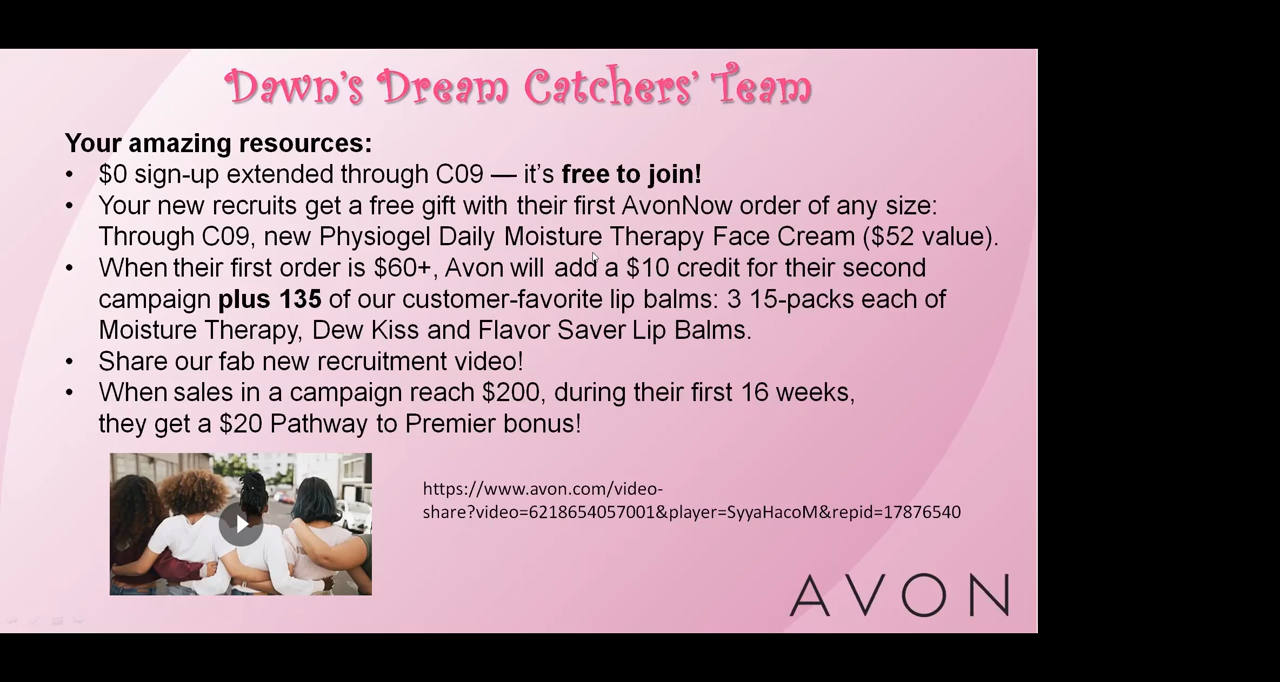 Dawn's Dream Catchers' Team
Your amazing resources:
• $0 sign-up extended through C09 — it's free to join!
• Your new recruits get a free gift with their first AvonNow order of any size:
Through C09, new Physiogel Daily Moisture Therapy Face Cream ($52 value).
• When their first order is $60+, Avon will add a $10 credit for their second
campaign plus 135 of our customer-favorite lip balms: 3 15-packs each of
Moisture Therapy, Dew Kiss and Flavor Saver Lip Balms.
• Share our fab new recruitment video!
• When sales in a campaign reach $200, during their first 16 weeks,
they get a $20 Pathway to Premier bonus!
https://www.avon.com/video-
share?video=6218654057001&player=SyyaHacoM&repid=17876540
AVON